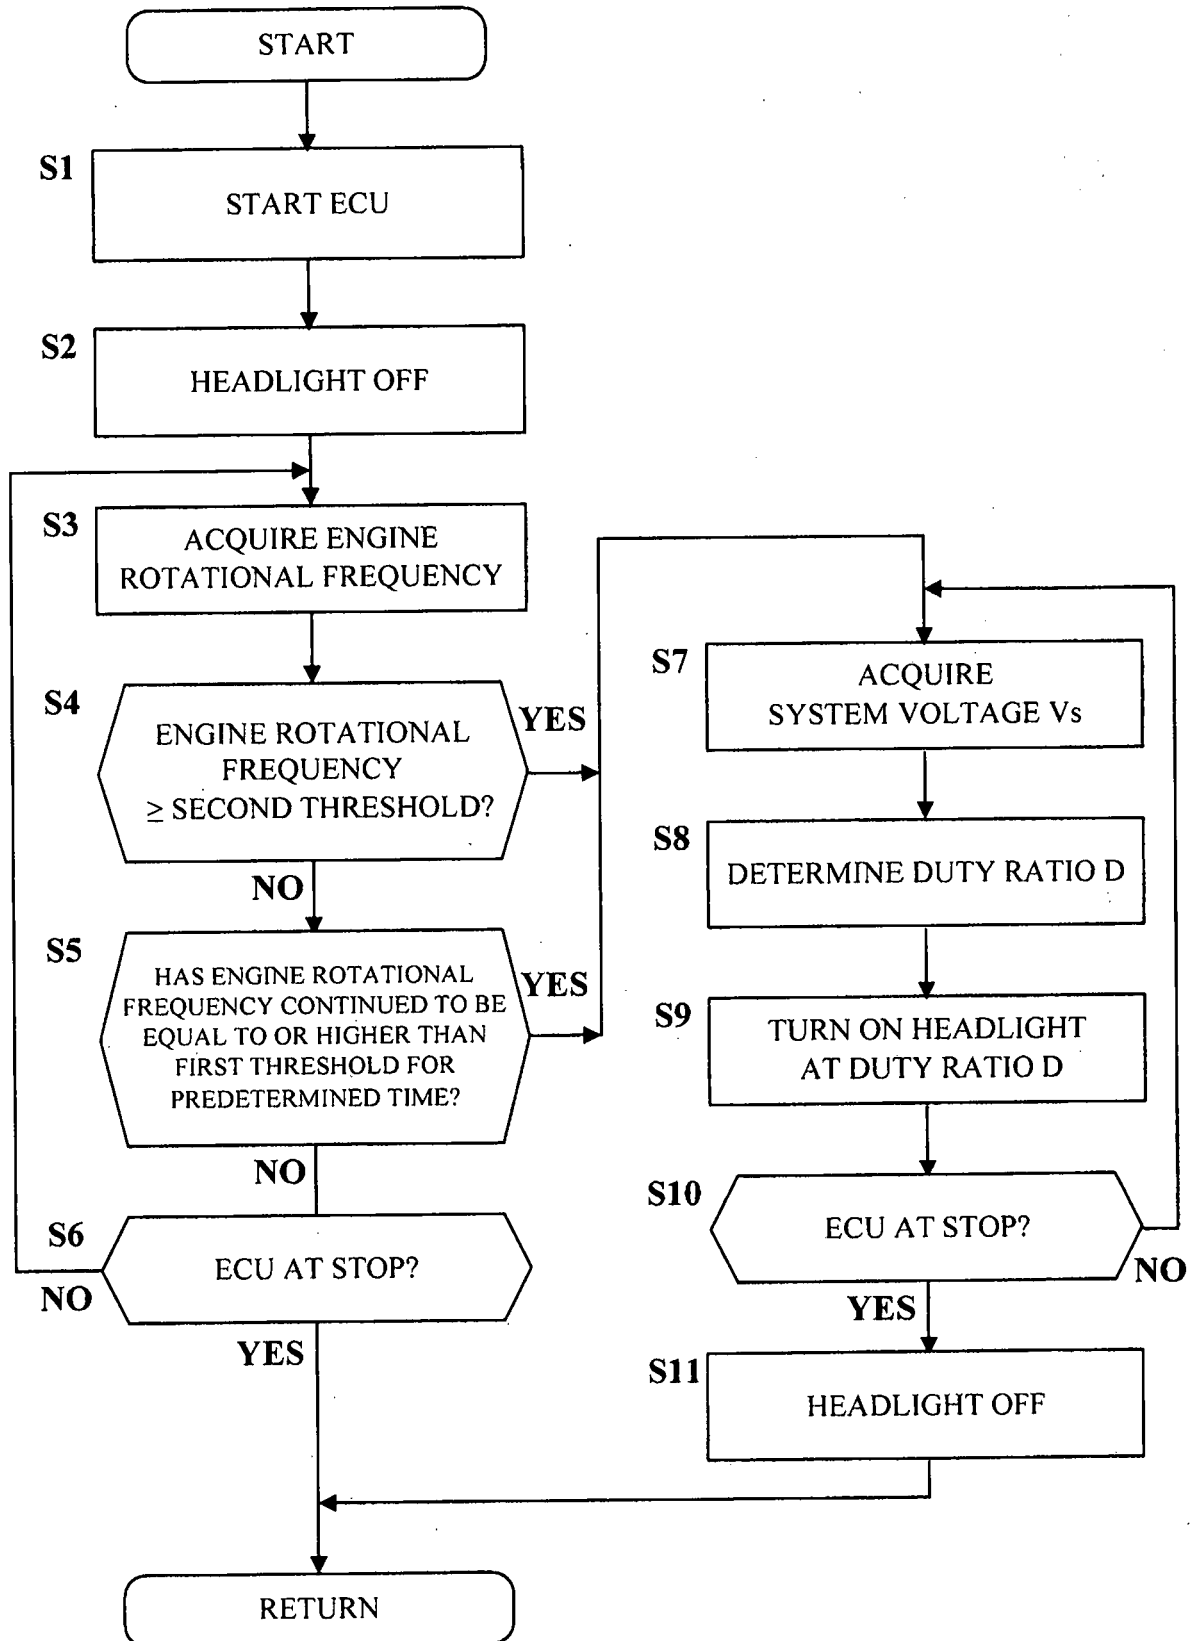 START
S1
START ECU
S2
HEADLIGHT OFF
S3
ACQUIRE ENGINE
ROTATIONAL FREQUENCY
S4
ENGINE ROTATIONAL
FREQUENCY
≥ SECOND THRESHOLD?
YES
NO
S5
HAS ENGINE ROTATIONAL
FREQUENCY CONTINUED TO BE
EQUAL TO OR HIGHER THAN
FIRST THRESHOLD FOR
PREDETERMINED TIME?
YES
NO
S6
ECU AT STOP?
NO
YES
S7
ACQUIRE
SYSTEM VOLTAGE Vs
S8
DETERMINE DUTY RATIO D
S9
TURN ON HEADLIGHT
AT DUTY RATIO D
S10
ECU AT STOP?
NO
YES
S11
HEADLIGHT OFF
RETURN